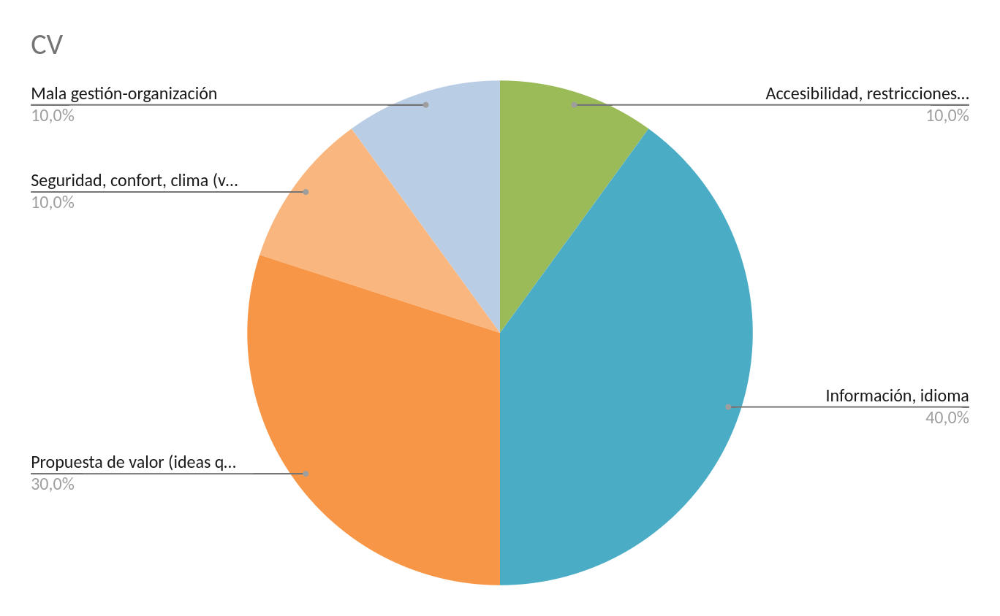 CV
Mala gestión-organización
10,0%
Accesibilidad, restricciones...
10,0%
Seguridad, confort, clima (v...
10,0%
Información, idioma
40,0%
Propuesta de valor (ideas q...
30,0%